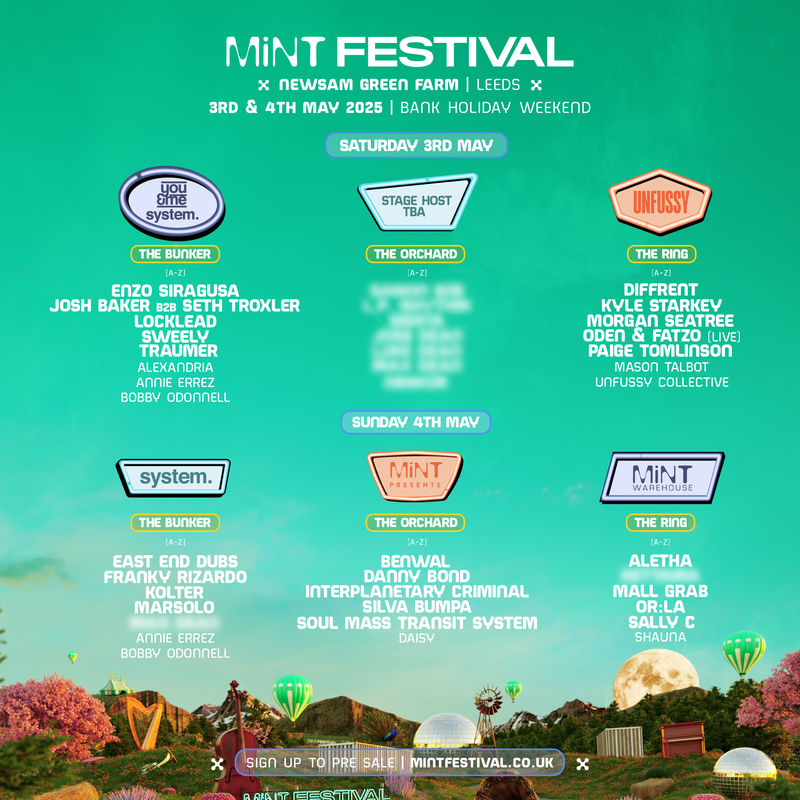 MiNT FESTIVAL
NEWSAM GREEN FARM | LEEDS
3RD & 4TH MAY 2025 | BANK HOLIDAY WEEKEND
SATURDAY 3RD MAY
you
&me
system.
THE BUNKER
[A-Z]
ENZO SIRAGUSA
JOSH BAKER B2B SETH TROXLER
LOCKLEAD
SWEELY
TRAUMER
ALEXANDRIA
ANNIE ERREZ
BOBBY ODONNELL
STAGE HOST
TBA
THE ORCHARD
[A-Z]
UNFUSSY
THE RING
[A-Z]
DIFFRENT
KYLE STARKEY
MORGAN SEATREE
ODEN & FATZO (LIVE)
PAIGE TOMLINSON
MASON TALBOT
UNFUSSY COLLECTIVE
SUNDAY 4TH MAY
system.
THE BUNKER
[A-Z]
EAST END DUBS
FRANKY RIZARDO
KOLTER
MARSOLO
ANNIE ERREZ
BOBBY ODONNELL
MiNT
PRESENTS
THE ORCHARD
[A-Z]
BENWAL
DANNY BOND
INTERPLANETARY CRIMINAL
SILVA BUMPA
SOUL MASS TRANSIT SYSTEM
DAISY
MiNT
WAREHOUSE
THE RING
[A-Z]
ALETHA
MALL GRAB
OR:LA
SALLY C
SHAUNA
SIGN UP TO PRE SALE | MINTFESTIVAL.CO.UK
MiNT FESTIVAL